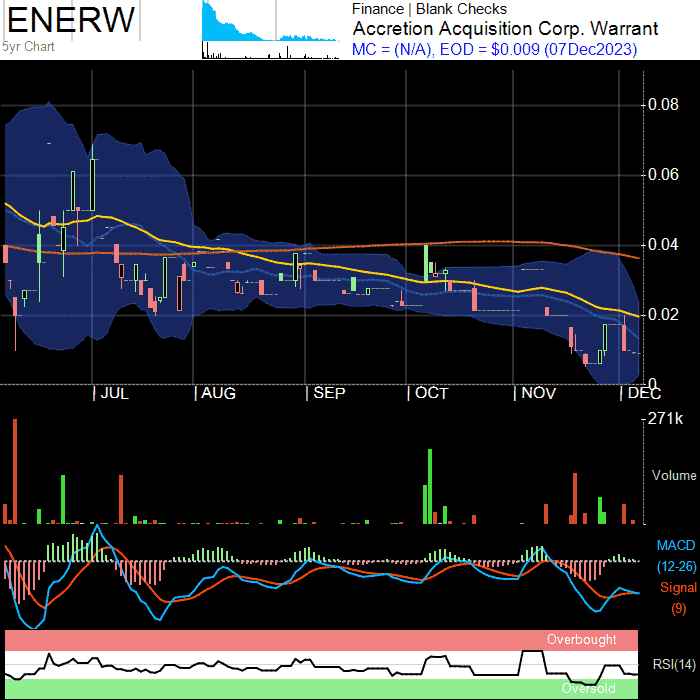 ENERW
5yr Chart
Finance | Blank Checks
Accretion Acquisition Corp. Warrant
MC = (N/A), EOD = $0.009 (07Dec2023)
0.08
0.06
0.04
0.02
0
JUL
AUG
SEP
OCT
NOV
DEC
271k
Volume
MACD
(12-26)
Signal
(9)
Overbought
RSI(14)
Oversold